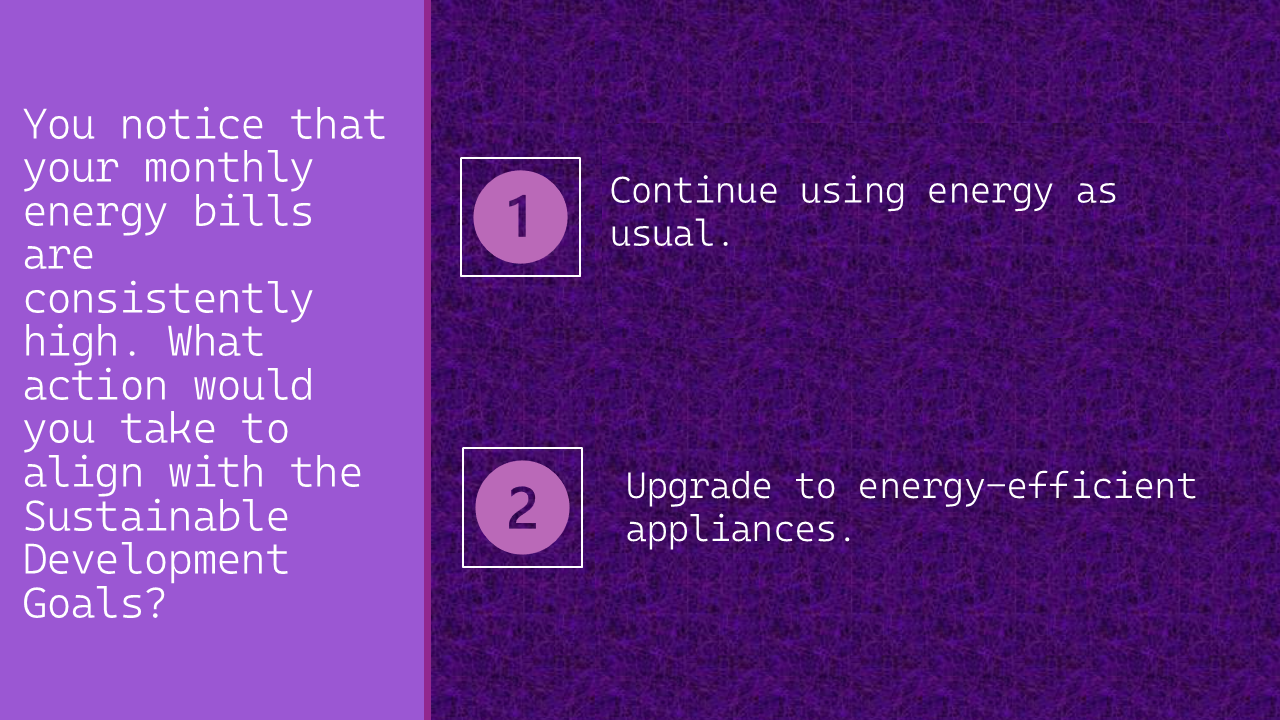 You notice that
your monthly
energy bills
are
consistently
high. What
action would
you take to
align with the
Sustainable
Development
Goals?
1
Continue using energy as
usual.
2
Upgrade to energy-efficient
appliances.